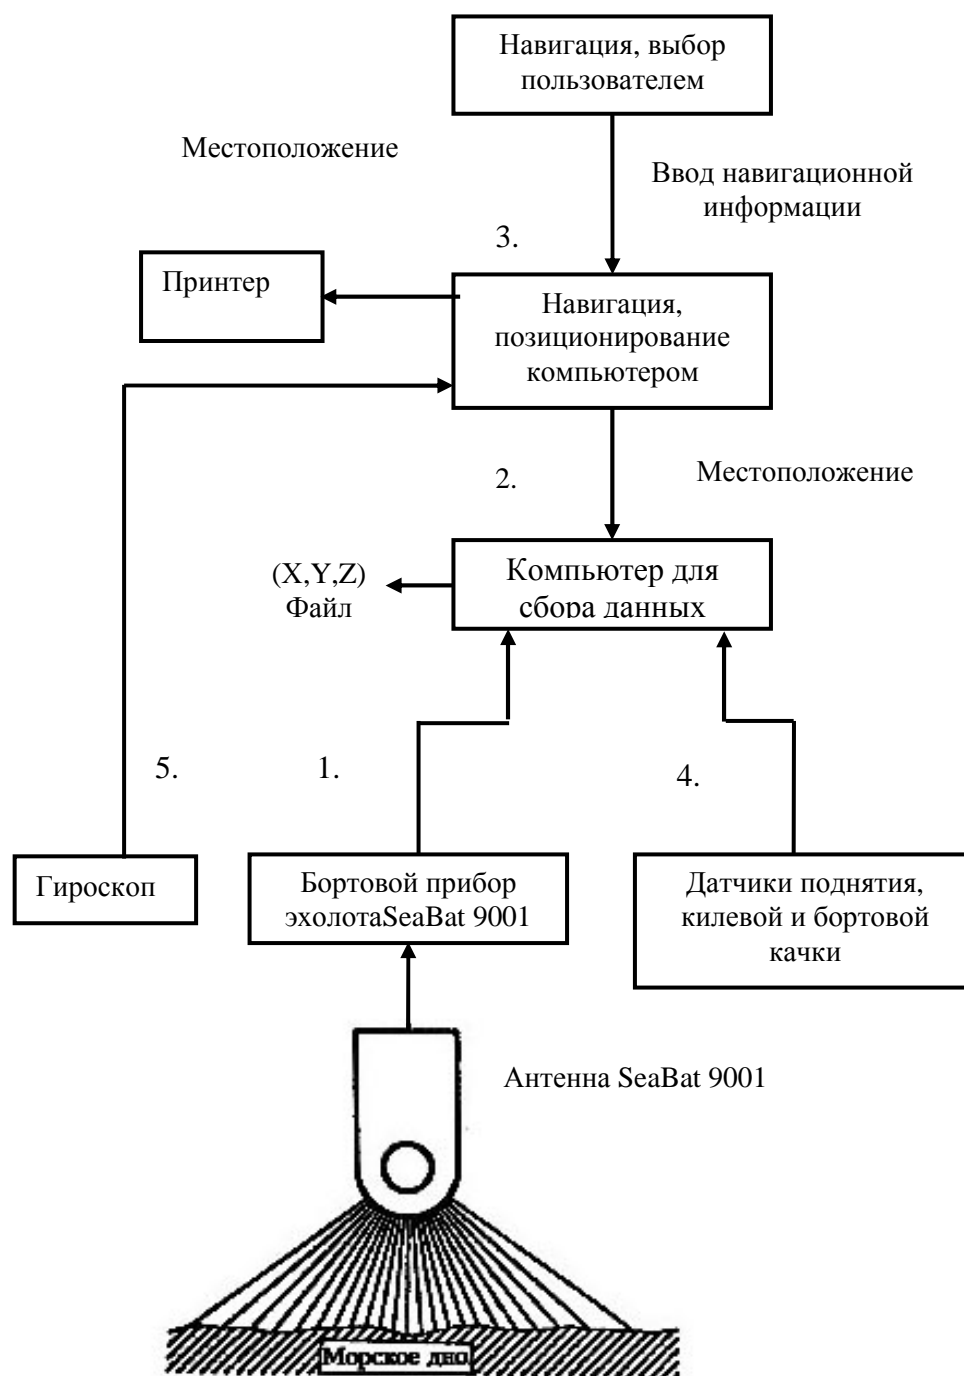 Навигация, выбор
пользователем
Местоположение
Ввод навигационной
информации
3.
Принтер
Навигация,
позиционирование
компьютером
2.
Местоположение
(X,Y,Z)
Файл
Компьютер для
сбора данных
5.
1.
4.
Гироскоп
Бортовой прибор
эхолотаSeaBat 9001
Датчики поднятия,
килевой и бортовой
качки
Антенна SeaBat 9001
Морское дно